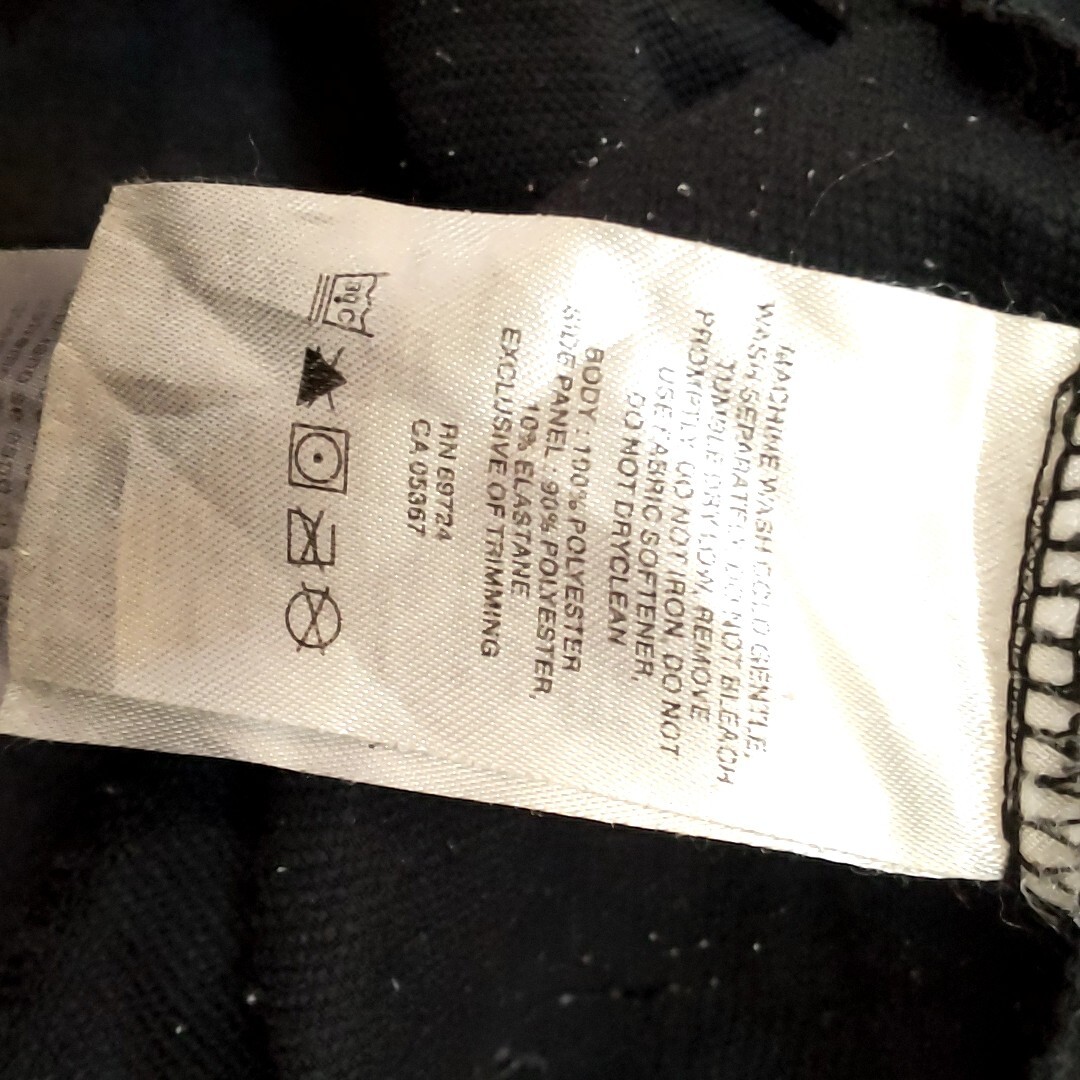 MACHINE WASH COLD GENTLE,
WASH SEPARATELY, DO NOT BLEACH
TUMBLE DRY LOW, REMOVE
PROMPTLY DO NOT IRON, DO NOT
USE FABRIC SOFTENER,
DO NOT DRYCLEAN
BODY : 100% POLYESTER
SIDE PANEL : 90% POLYESTER,
10% ELASTANE
EXCLUSIVE OF TRIMMING
RN 69724
CA 05367
30°C